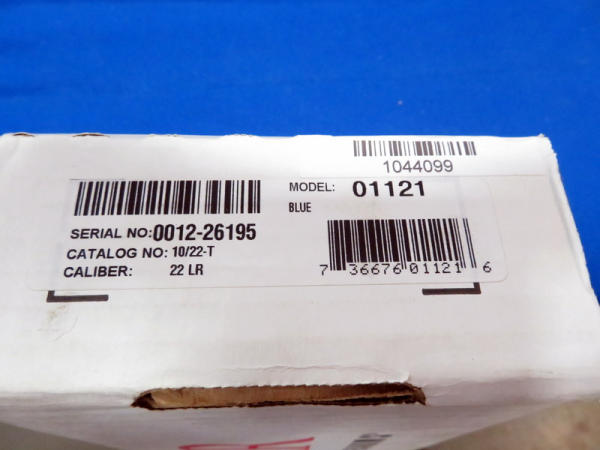 1044099
MODEL: 01121
BLUE
SERIAL NO:0012-26195
CATALOG NO: 10/22-T
CALIBER: 22 LR
7 36676 01121 6
R